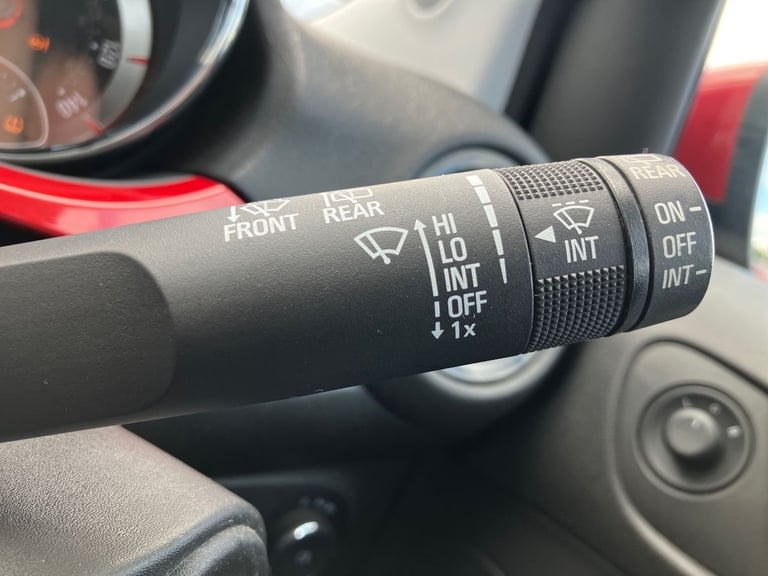 FRONT
REAR
HI
LO
INT
OFF
1x
INT
REAR
ON
OFF
INT